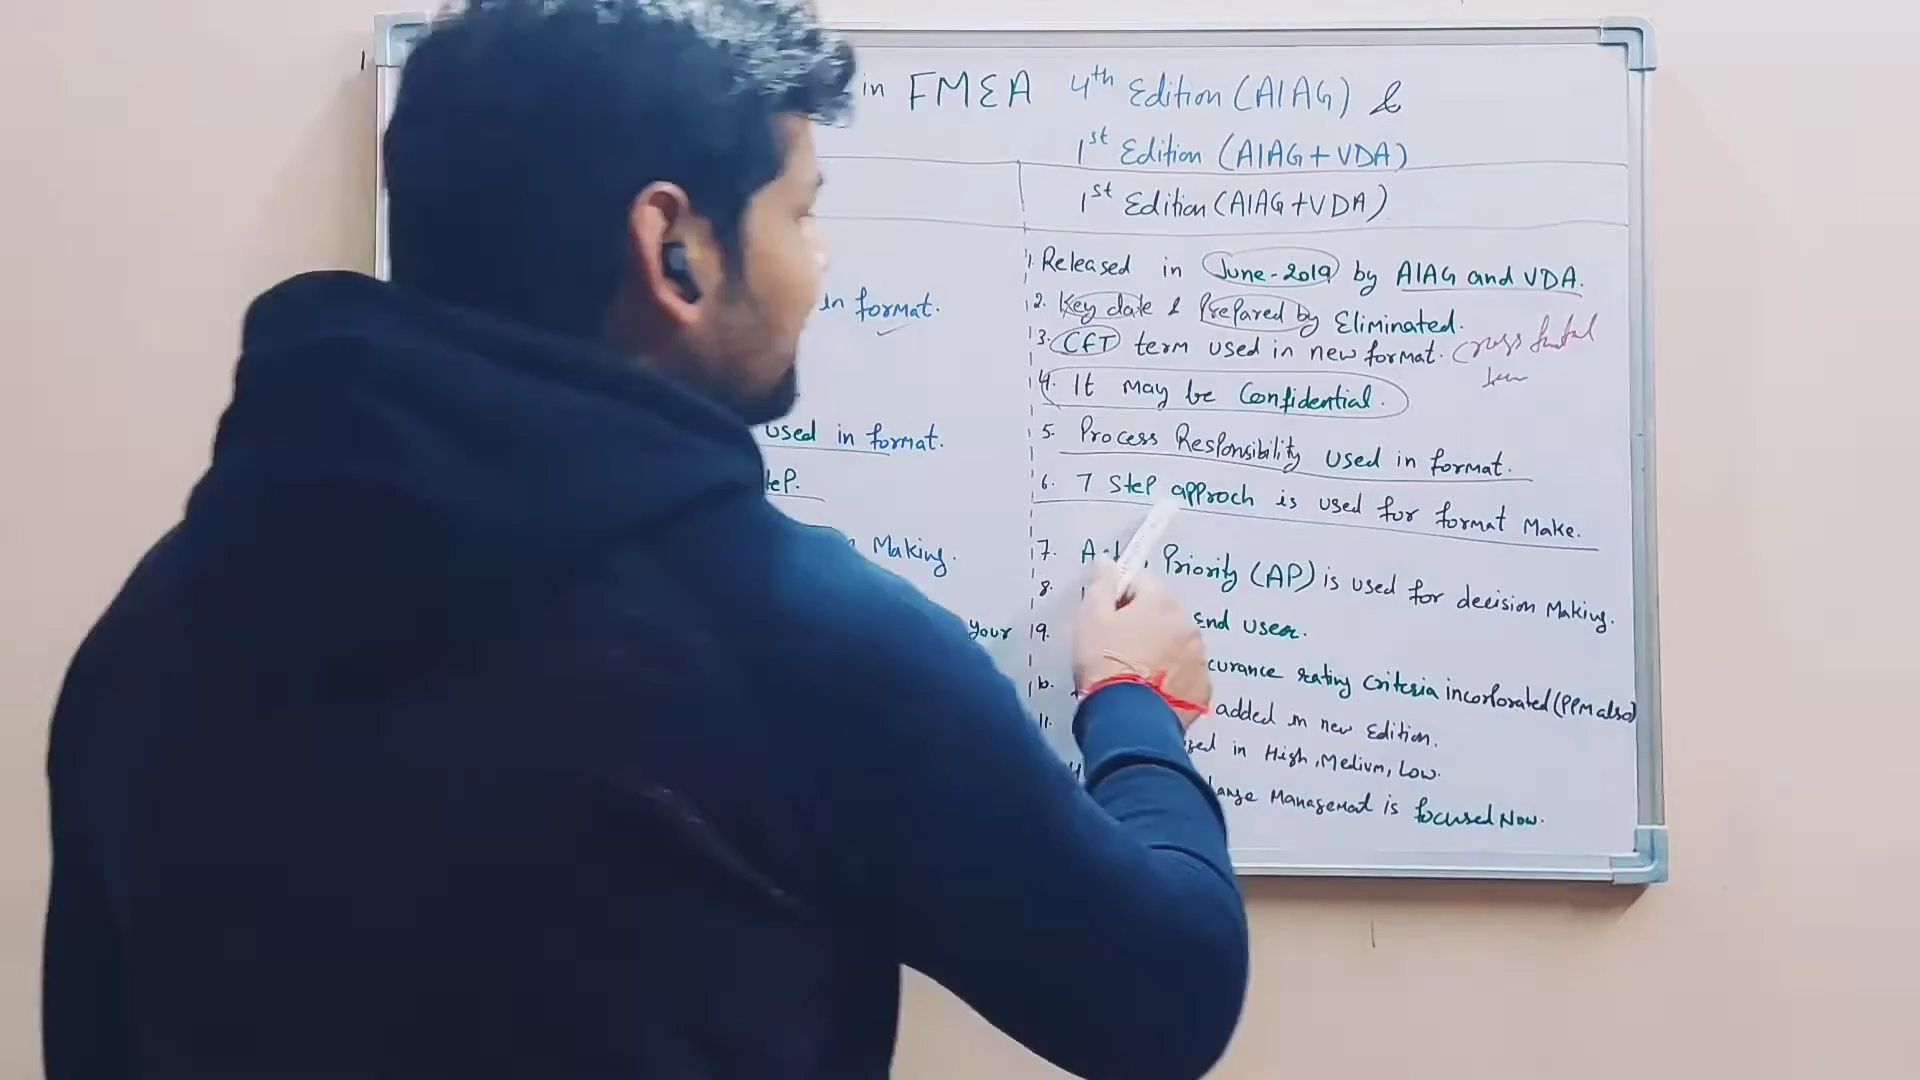 in FMEA 4th Edition (AIAG) &
1st Edition (AIAG+VDA)
1st Edition (AIAG+VDA)
in format.
used in format.
teP.
Making.
your
1. Released in June-2019 by AIAG and VDA.
2. Key date & Prepared by Eliminated.
3. CFT term used in new format. cross
4. It may be Confidential.
5. Process Responsibility used in format.
6. 7 Step approch is used for format Make.
7. Priority (AP) is used for decision Making.
8. End user.
9. curance rating Criteria incorporated (PPM also)
10. added in new Edition.
11. zed in High, Medium, Low.
ange Management is focused Now.